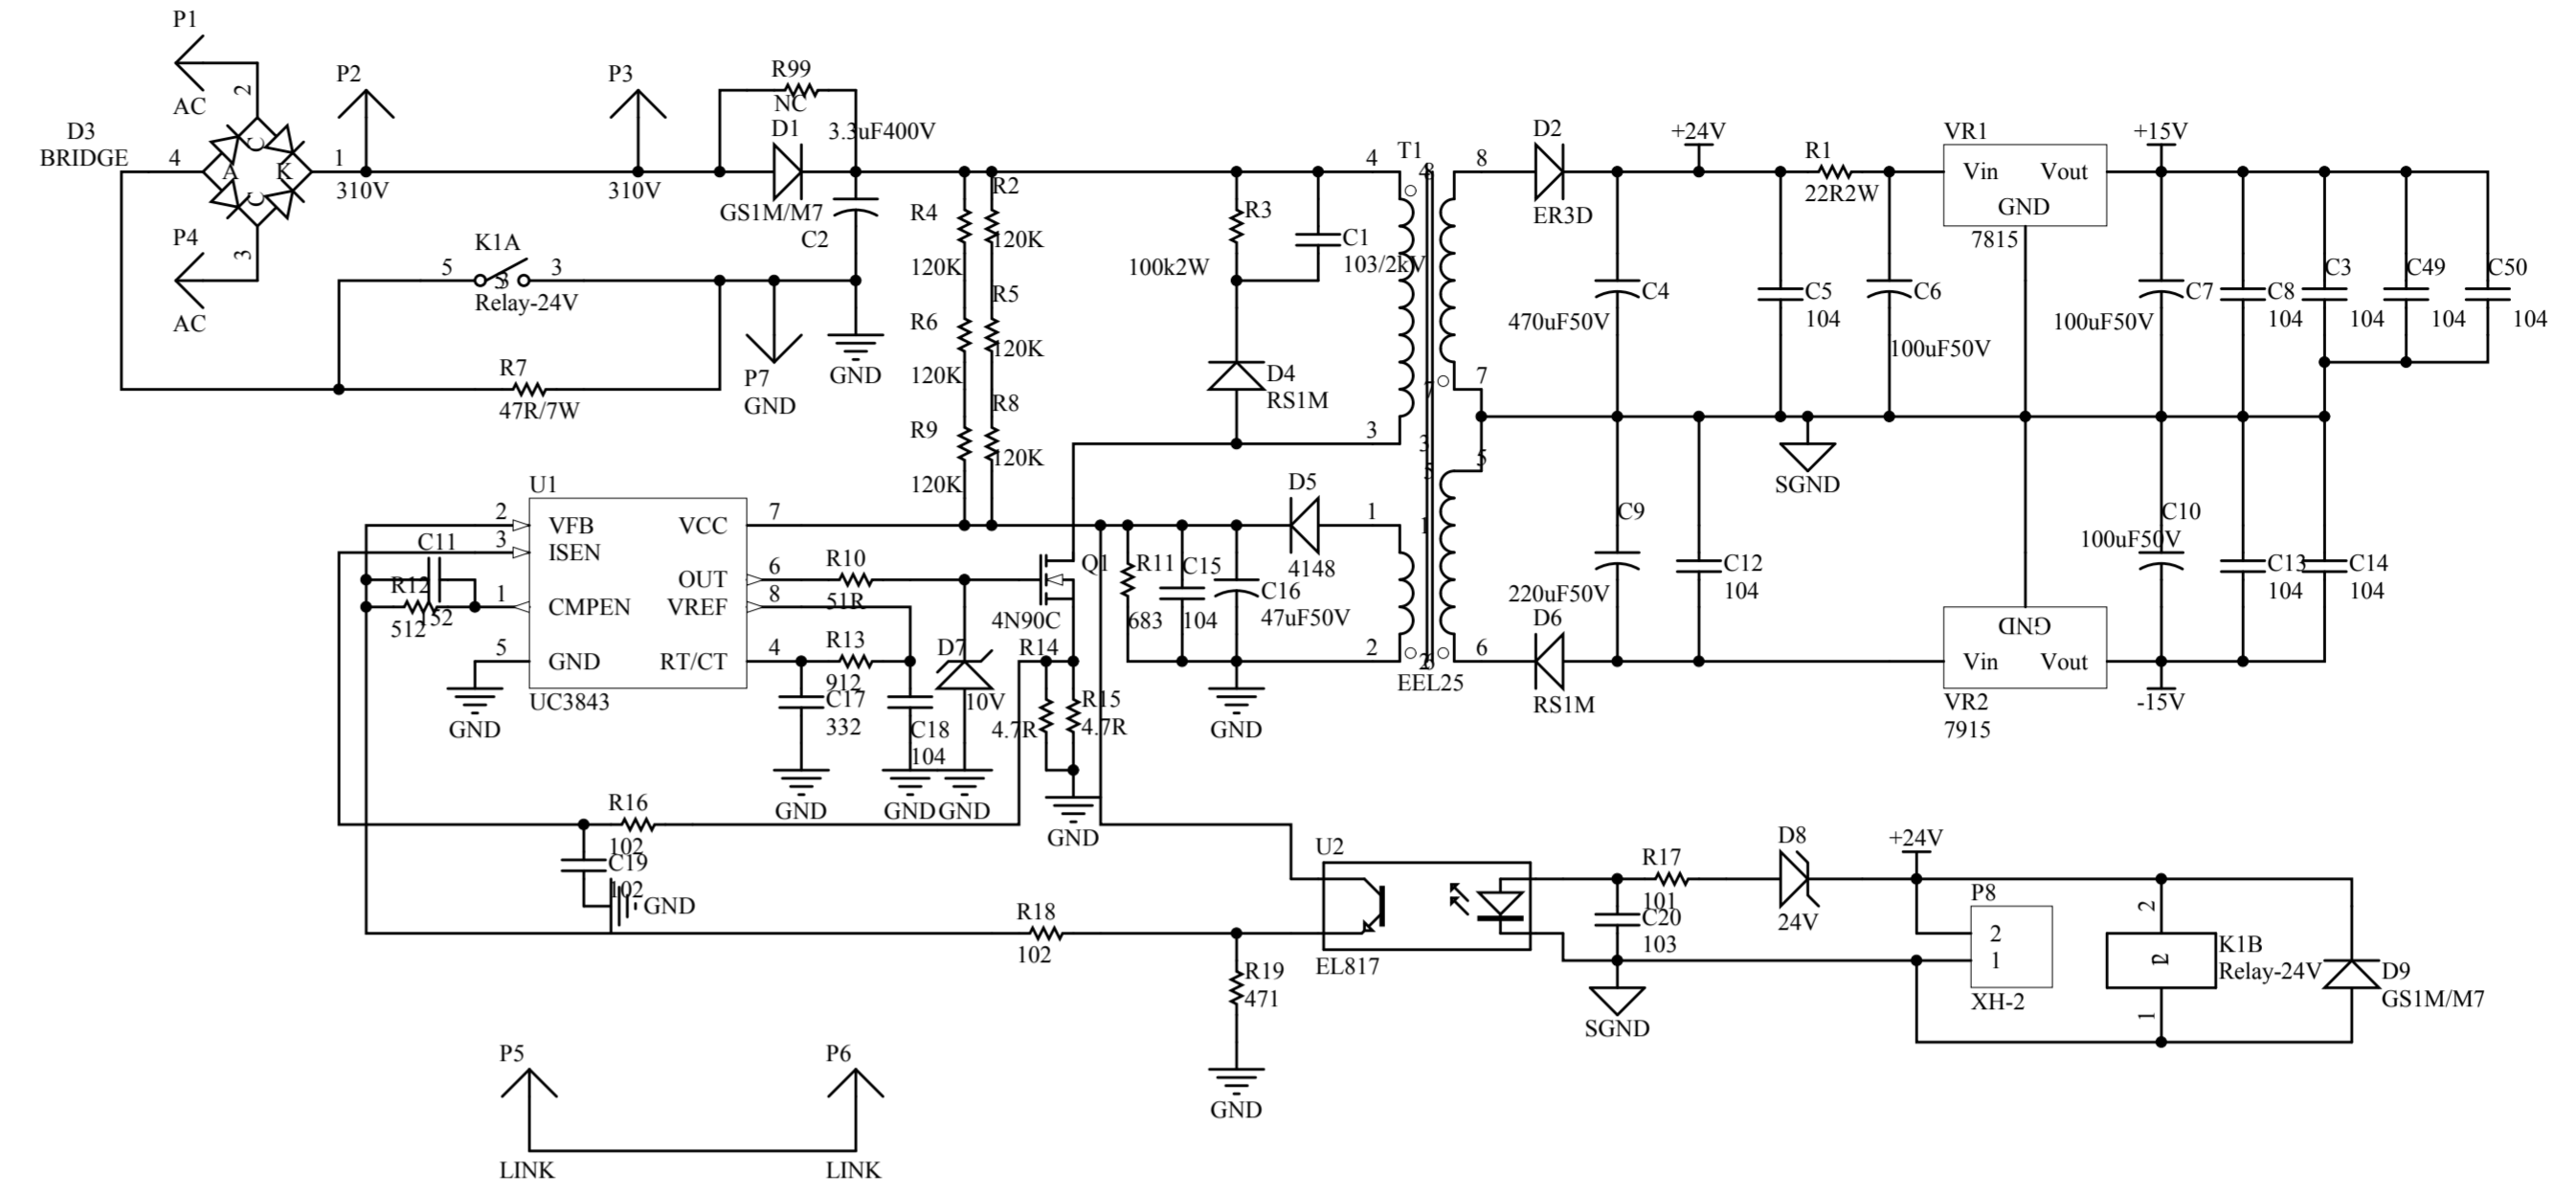 P1
AC
2
D3
BRIDGE
4
A
K
C
C
1
P2
310V
P3
310V
R99
NC
D1
GS1M/M7
3.3uF400V
C2
P4
AC
3
K1A
5
3
3
Relay-24V
R7
47R/7W
P7
GND
GND
R4
120K
R2
120K
R6
120K
R5
120K
R9
120K
R8
120K
R3
100k2W
C1
103/2kV
D4
RS1M
T1
4
3
1
2
8
7
5
6
EEL25
D2
ER3D
+24V
C4
470uF50V
C5
104
R1
22R2W
C6
100uF50V
VR1
Vin
Vout
GND
7815
+15V
C7
100uF50V
C8
104
C3
104
C49
104
C50
104
SGND
C9
220uF50V
D6
RS1M
C12
104
C10
100uF50V
C13
104
C14
104
GND
Vin
Vout
VR2
7915
-15V
U1
2
VFB
VCC
7
3
ISEN
OUT
6
VREF
8
1
CMPEN
5
GND
RT/CT
4
UC3843
C11
152
R12
512
GND
R10
51R
R13
912
C17
332
GND
C18
104
GND
D7
10V
GND
Q1
4N90C
R14
4.7R
R15
4.7R
GND
R11
683
C15
104
C16
47uF50V
D5
4148
GND
R16
102
C19
102
GND
R18
102
R19
471
GND
U2
EL817
R17
101
C20
103
SGND
D8
24V
+24V
P8
2
1
XH-2
2
1
K1B
Relay-24V
D9
GS1M/M7
P5
LINK
P6
LINK